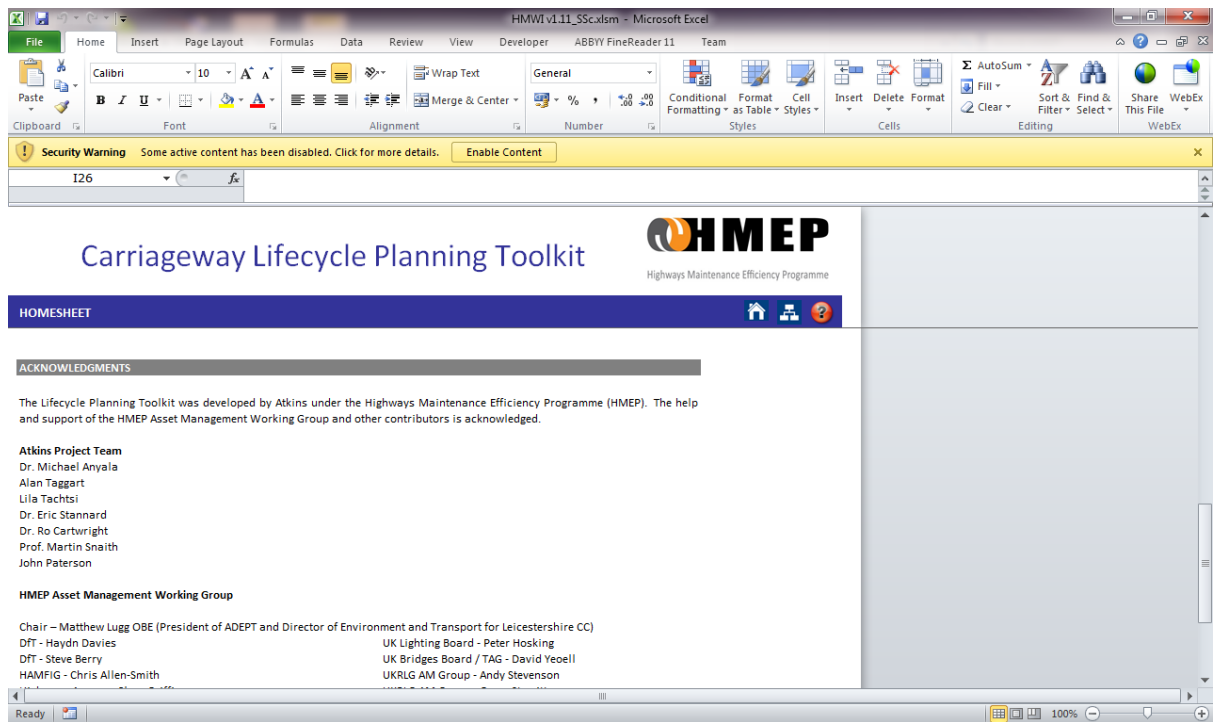 HMWI v1.11_SSc.xlsm - Microsoft Excel
File Home Insert Page Layout Formulas Data Review View Developer ABBYY FineReader 11 Team
Paste
Clipboard
Calibri 10 A A
B I U A
Font
Wrap Text
Merge & Center
Alignment
General
% , .0 .00 .00 .0
Number
Conditional Formatting
Format as Table
Cell Styles
Styles
Insert Delete Format
Cells
Σ AutoSum
Fill
Clear
Sort & Filter
Find & Select
Editing
Share This File
WebEx
WebEx
Security Warning Some active content has been disabled. Click for more details. Enable Content
I26 fx
Carriageway Lifecycle Planning Toolkit
HMEP
Highways Maintenance Efficiency Programme
HOMESHEET
ACKNOWLEDGMENTS
The Lifecycle Planning Toolkit was developed by Atkins under the Highways Maintenance Efficiency Programme (HMEP). The help
and support of the HMEP Asset Management Working Group and other contributors is acknowledged.
Atkins Project Team
Dr. Michael Anyala
Alan Taggart
Lila Tachtsi
Dr. Eric Stannard
Dr. Ro Cartwright
Prof. Martin Snaith
John Paterson
HMEP Asset Management Working Group
Chair – Matthew Lugg OBE (President of ADEPT and Director of Environment and Transport for Leicestershire CC)
DfT - Haydn Davies UK Lighting Board - Peter Hosking
DfT - Steve Berry UK Bridges Board / TAG - David Yeoell
HAMFIG - Chris Allen-Smith UKRLG AM Group - Andy Stevenson
Ready 100%